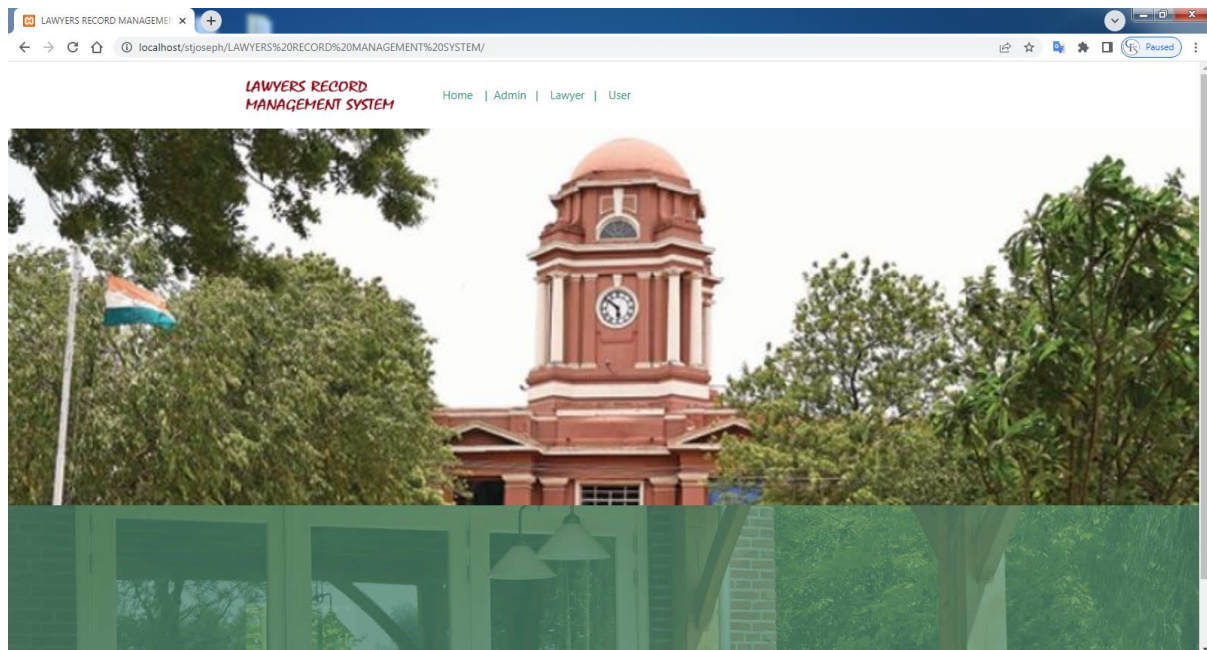 LAWYERS RECORD MANAGEME
localhost/stjoseph/LAWYERS%20RECORD%20MANAGEMENT%20SYSTEM/
Paused
LAWYERS RECORD
MANAGEMENT SYSTEM
Home | Admin | Lawyer | User